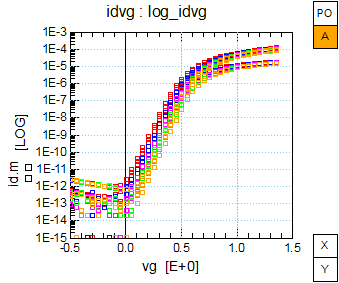 idvg : log_idvg
PO
A
1E-3
1E-4
1E-5
1E-6
1E-7
1E-8
1E-9
1E-10
1E-11
1E-12
1E-13
1E-14
1E-15
id.m [LOG]
-0.5 0.0 0.5 1.0 1.5
vg [E+0]
X
Y